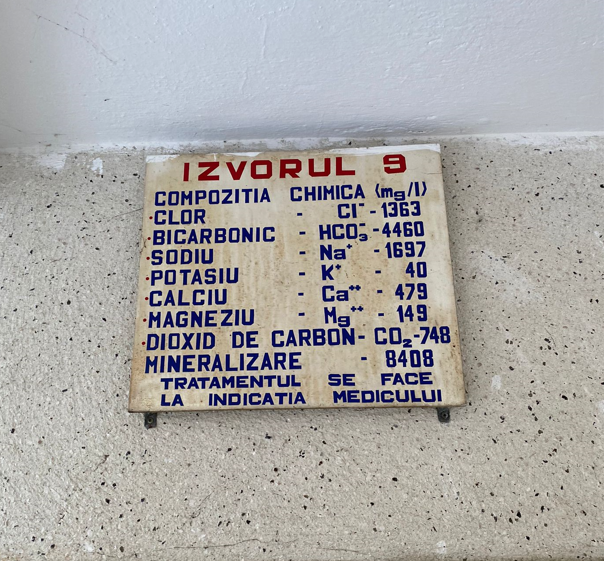 IZVORUL 9
COMPOZITIA CHIMICA (mg/l)
CLOR - Cl⁻ - 1363
BICARBONIC - HCO₃⁻ - 4460
SODIU - Na⁺ - 1697
POTASIU - K⁺ - 40
CALCIU - Ca⁺⁺ - 479
MAGNEZIU - Mg⁺⁺ - 149
DIOXID DE CARBON - CO₂ - 748
MINERALIZARE - 8408
TRATAMENTUL SE FACE
LA INDICATIA MEDICULUI